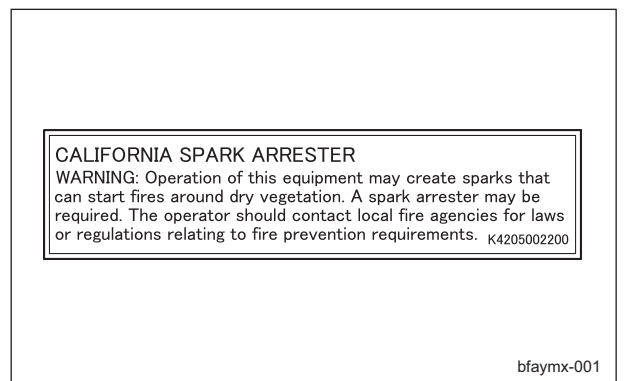 CALIFORNIA SPARK ARRESTER
WARNING: Operation of this equipment may create sparks that
can start fires around dry vegetation. A spark arrester may be
required. The operator should contact local fire agencies for laws
or regulations relating to fire prevention requirements. K4205002200
bfaymx-001